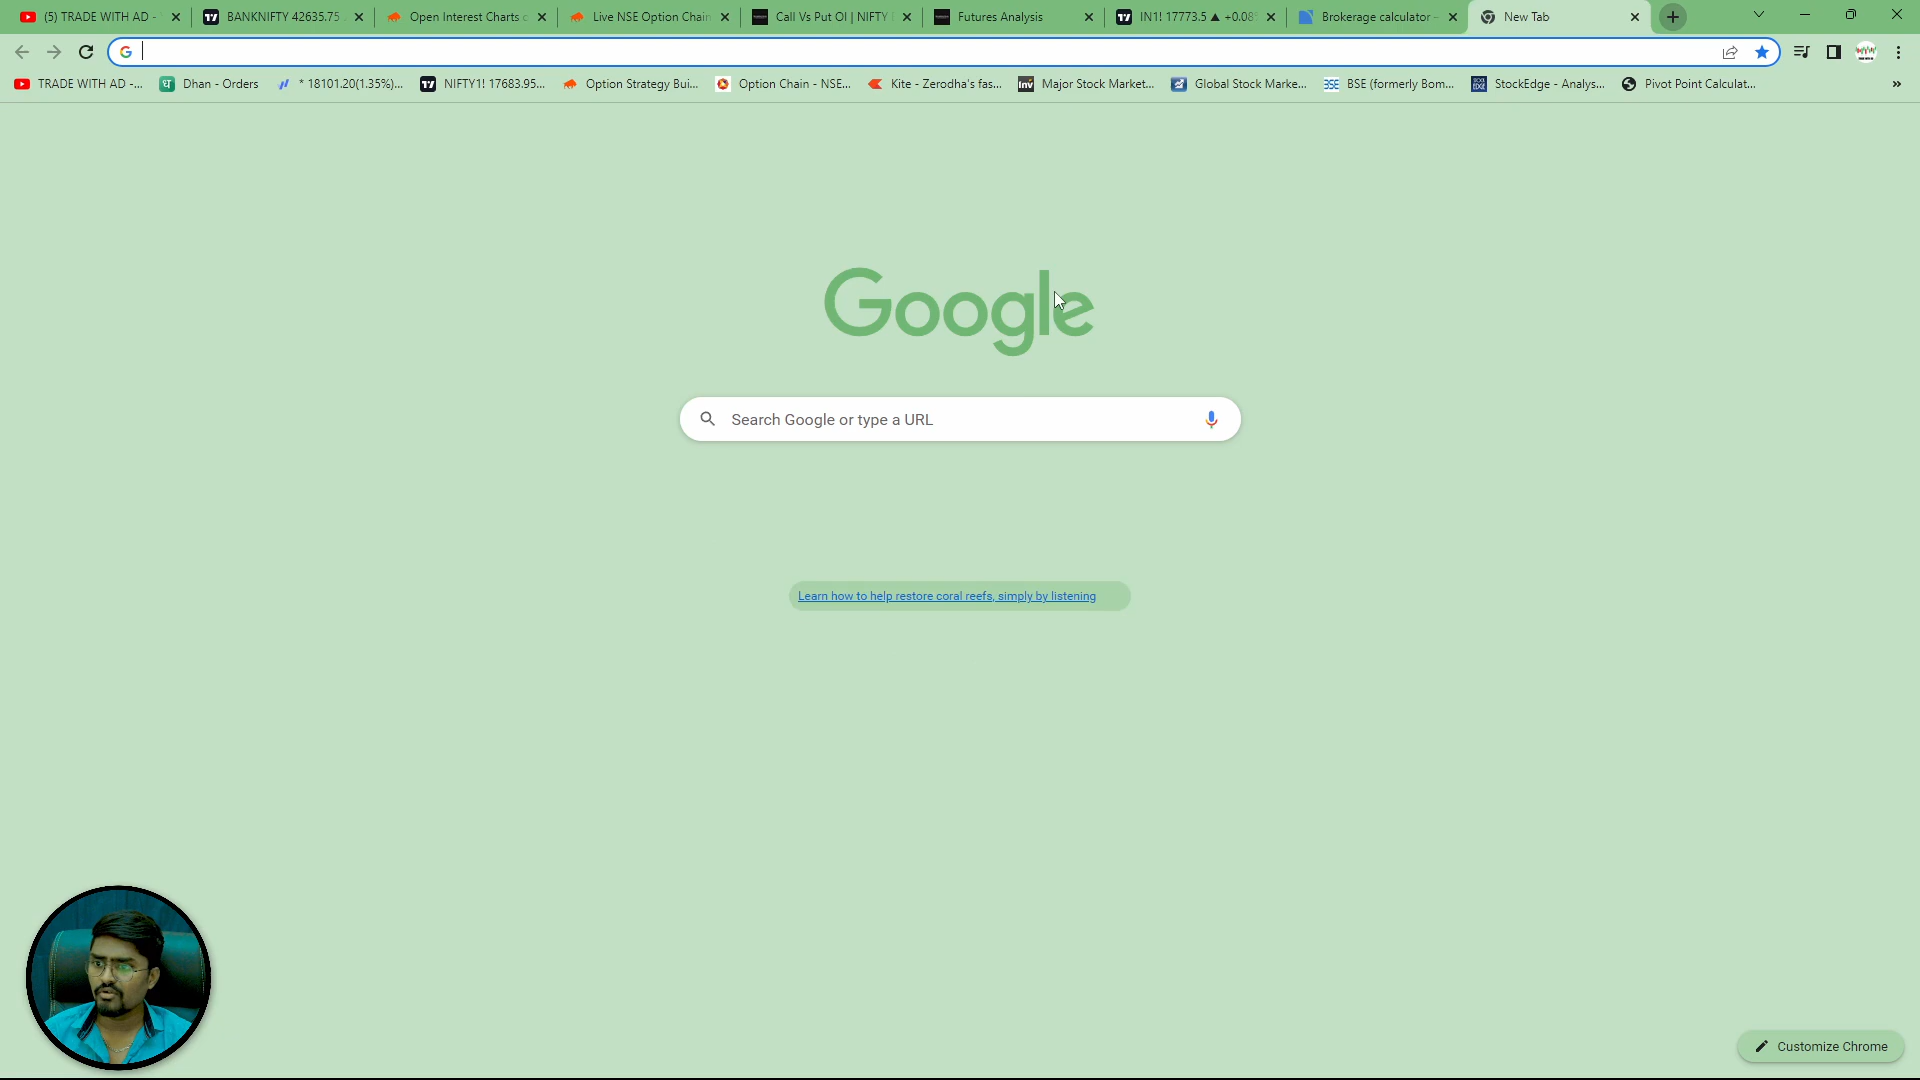 (5) TRADE WITH AD -
BANKNIFTY 42635.75
Open Interest Charts
Live NSE Option Chain
Call Vs Put OI | NIFTY
Futures Analysis
IN1! 17773.5 ▲ +0.08
Brokerage calculator -
New Tab
TRADE WITH AD -...
Dhan - Orders
* 18101.20(1.35%)...
NIFTY1! 17683.95...
Option Strategy Bui...
Option Chain - NSE...
Kite - Zerodha's fas...
Major Stock Market...
Global Stock Marke...
BSE (formerly Bom...
StockEdge - Analys...
Pivot Point Calculat...
Google
Search Google or type a URL
Learn how to help restore coral reefs, simply by listening
Customize Chrome